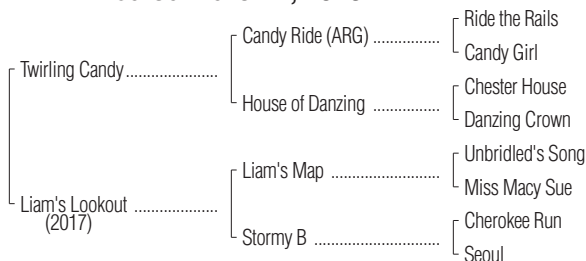 Ride the Rails
Candy Ride (ARG) ................
Candy Girl
Twirling Candy......................
Chester House
House of Danzing ................
Danzing Crown
Unbridled's Song
Liam's Map ..........................
Miss Macy Sue
Liam's Lookout ....................
(2017)
Cherokee Run
Stormy B ..............................
Seoul